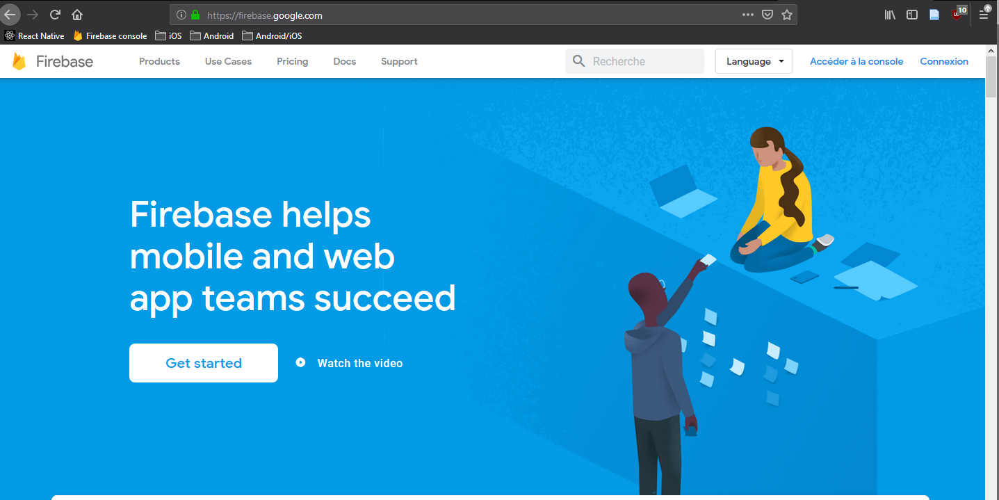 https://firebase.google.com
10
React Native Firebase console iOS Android Android/iOS
Firebase Products Use Cases Pricing Docs Support Recherche Language Accéder à la console Connexion
Firebase helps
mobile and web
app teams succeed
Get started Watch the video